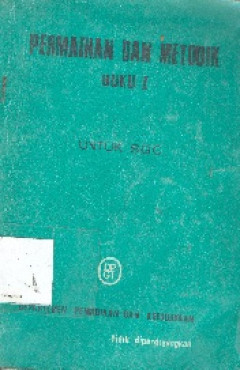 PERMAINAN DAN METODIK
BUKU I
UNTUK SGO
DEPARTEMEN PENDIDIKAN DAN KEBUDAYAAN
Tidak diperdagangkan